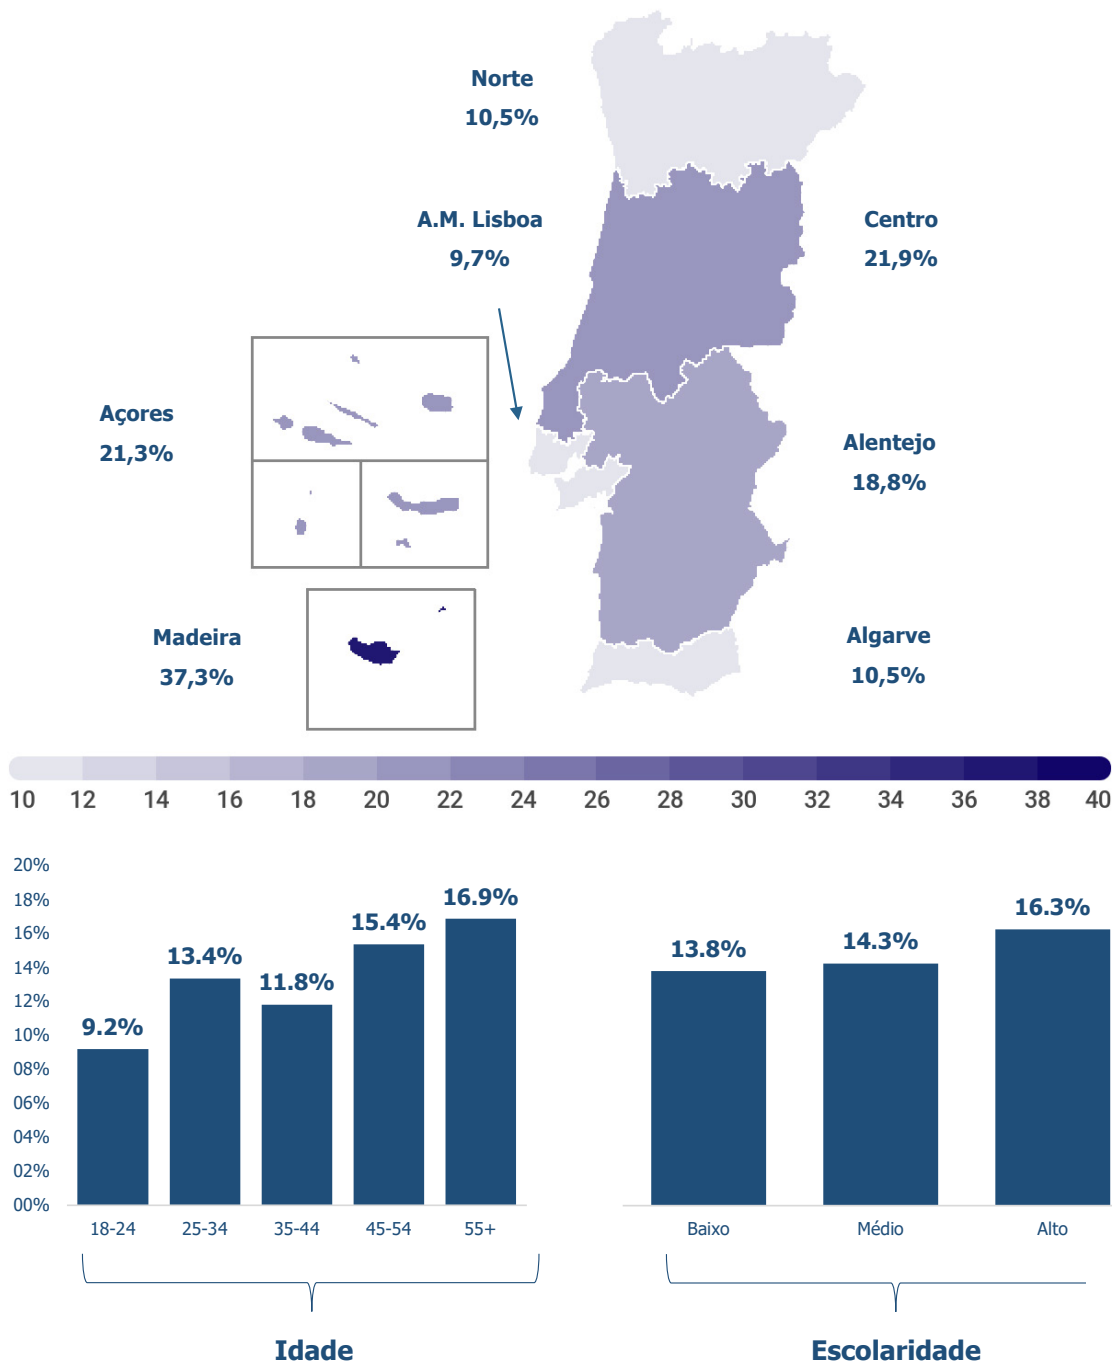 Norte
10,5%
A.M. Lisboa
9,7%
Centro
21,9%
Açores
21,3%
Alentejo
18,8%
Madeira
37,3%
Algarve
10,5%
10 12 14 16 18 20 22 24 26 28 30 32 34 36 38 40
20%
18%
16%
14%
12%
10%
08%
06%
04%
02%
00%
9.2%
13.4%
11.8%
15.4%
16.9%
18-24 25-34 35-44 45-54 55+
Idade
13.8%
14.3%
16.3%
Baixo Médio Alto
Escolaridade